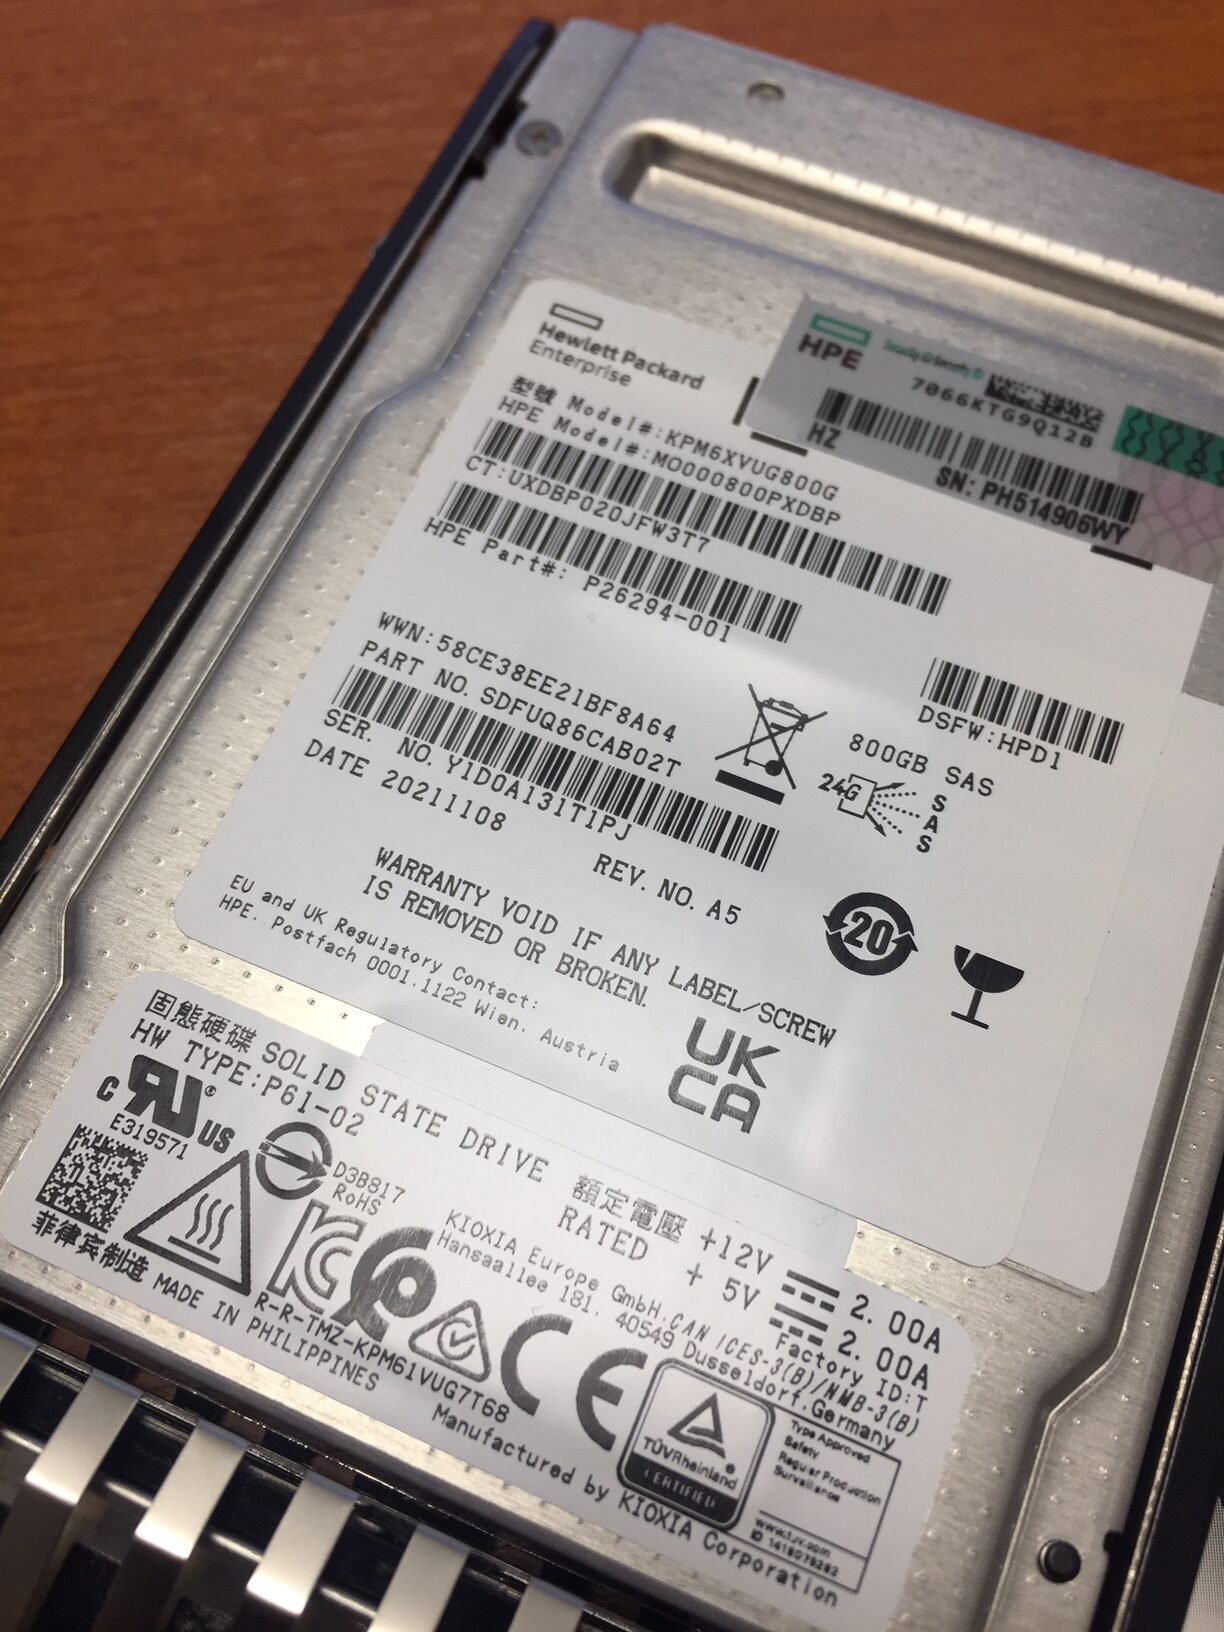 Hewlett Packard
Enterprise
HPE
7066KTG9Q12B
HZ
SN: PH514906WY
型號 Model#:KPM6XVUG800G
HPE Model#:MO000800PXDBP
CT:UXDBP020JFW3T7
HPE Part#: P26294-001
WWN:58CE38EE21BF8A64
PART NO. SDFUQ86CAB02T
SER. NO. Y1D0A131T1PJ
DATE 20211108
REV. NO. A5
DSFW:HPD1
800GB SAS
24G
SAS
20
WARRANTY VOID IF ANY LABEL/SCREW
IS REMOVED OR BROKEN.
EU and UK Regulatory Contact:
HPE. Postfach 0001.1122 Wien. Austria
UK
CA
固態硬碟 SOLID STATE DRIVE
HW TYPE:P61-02
額定電壓 +12V 2.00A
RATED + 5V 2.00A
C RU ® US
E319571
D3B817
RoHS
KIOXIA Europe GmbH.
Hansaallee 181. 40549 Dusseldorf.Germany
CAN ICES-3(B)/NMB-3(B)
Factory ID:T
菲律宾制造 MADE IN PHILIPPINES
R-R-TMZ-KPM61VUG7T68
CE
Manufactured by KIOXIA Corporation
TÜVRheinland
CERTIFIED
Type Approved
Safety
Regular Production
Surveillance
www.tuv.com